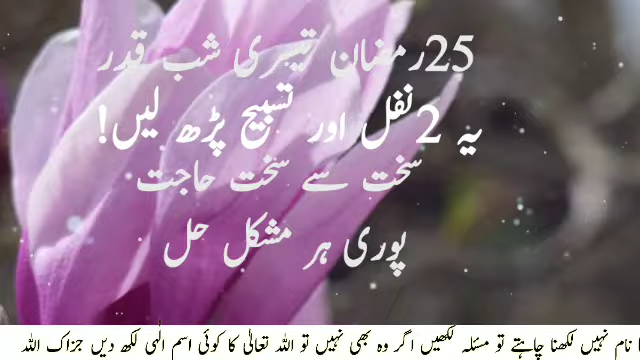 25رمضان تیسری شب قدر
یہ 2 نفل اور تسبیح پڑھ لیں!
سخت سے سخت حاجت
پوری ہر مشکل حل
نام نہیں لکھنا چاہتے تو مسئلہ لکھیں اگر وہ بھی نہیں تو اللہ تعالیٰ کا کوئی اسم الٰہی لکھ دیں جزاک اللہ